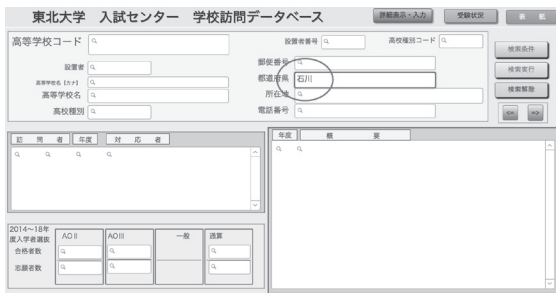 東北大学 入試センター 学校訪問データベース
詳細表示・入力
受験状況
表 紙
高等学校コード
設置者番号
高校種別コード
検索条件
設置者
郵便番号
検索実行
高等学校名【カナ】
都道府県 石川
高等学校名
所在地
検索解除
高校種別
電話番号
<= =>
訪 問 者 年度 対 応 者
年度 概 要
2014~18年
度入学者選抜 AOⅡ AOⅢ 一般 通算
合格者数
志願者数